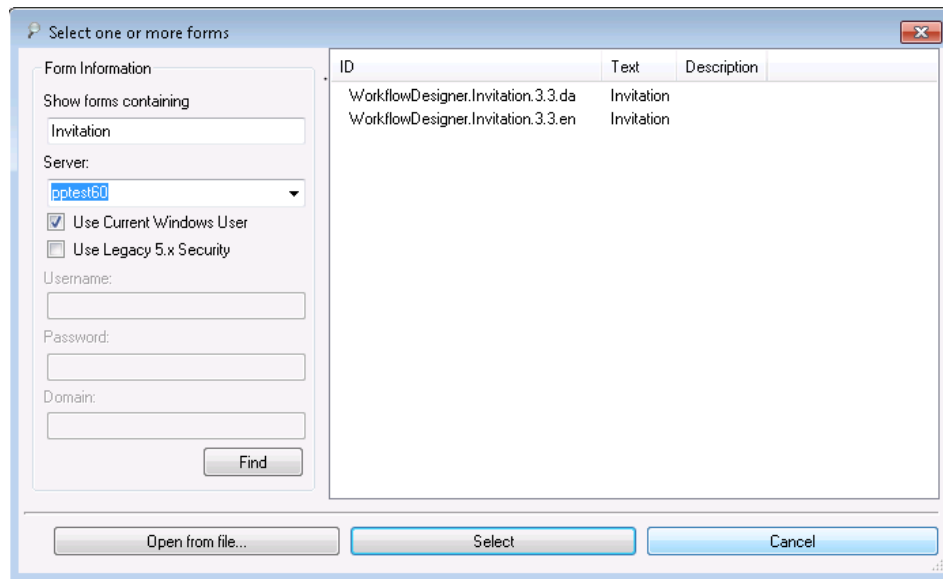 Select one or more forms
Form Information
Show forms containing
Invitation
Server:
pptest60
Use Current Windows User
Use Legacy 5.x Security
Username:
Password:
Domain:
Find
ID Text Description
WorkflowDesigner.Invitation.3.3.da Invitation
WorkflowDesigner.Invitation.3.3.en Invitation
Open from file... Select Cancel